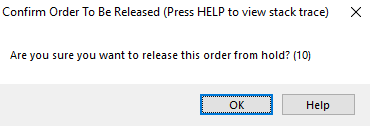 Confirm Order To Be Released (Press HELP to view stack trace)
Are you sure you want to release this order from hold? (10)
OK
Help